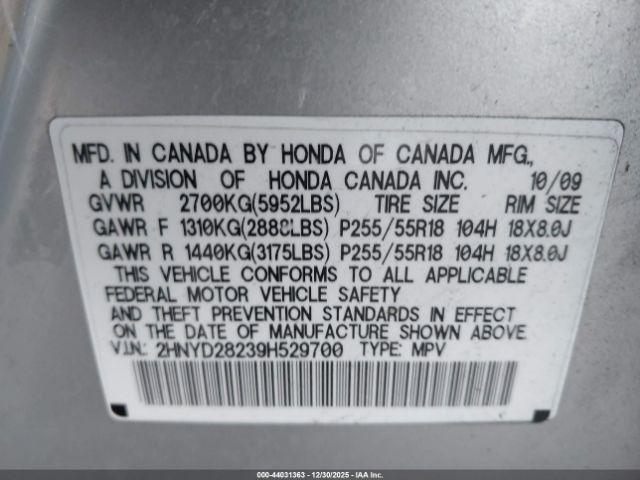 MFD. IN CANADA BY HONDA OF CANADA MFG.,
A DIVISION OF HONDA CANADA INC. 10/09
GVWR 2700KG(5952LBS) TIRE SIZE RIM SIZE
GAWR F 1310KG(2888LBS) P255/55R18 104H 18X8.0J
GAWR R 1440KG(3175LBS) P255/55R18 104H 18X8.0J
THIS VEHICLE CONFORMS TO ALL APPLICABLE
FEDERAL MOTOR VEHICLE SAFETY
AND THEFT PREVENTION STANDARDS IN EFFECT
ON THE DATE OF MANUFACTURE SHOWN ABOVE.
V.I.N.: 2HNYD28239H529700 TYPE: MPV
000-44031363 - 12/30/2025 - IAA Inc.